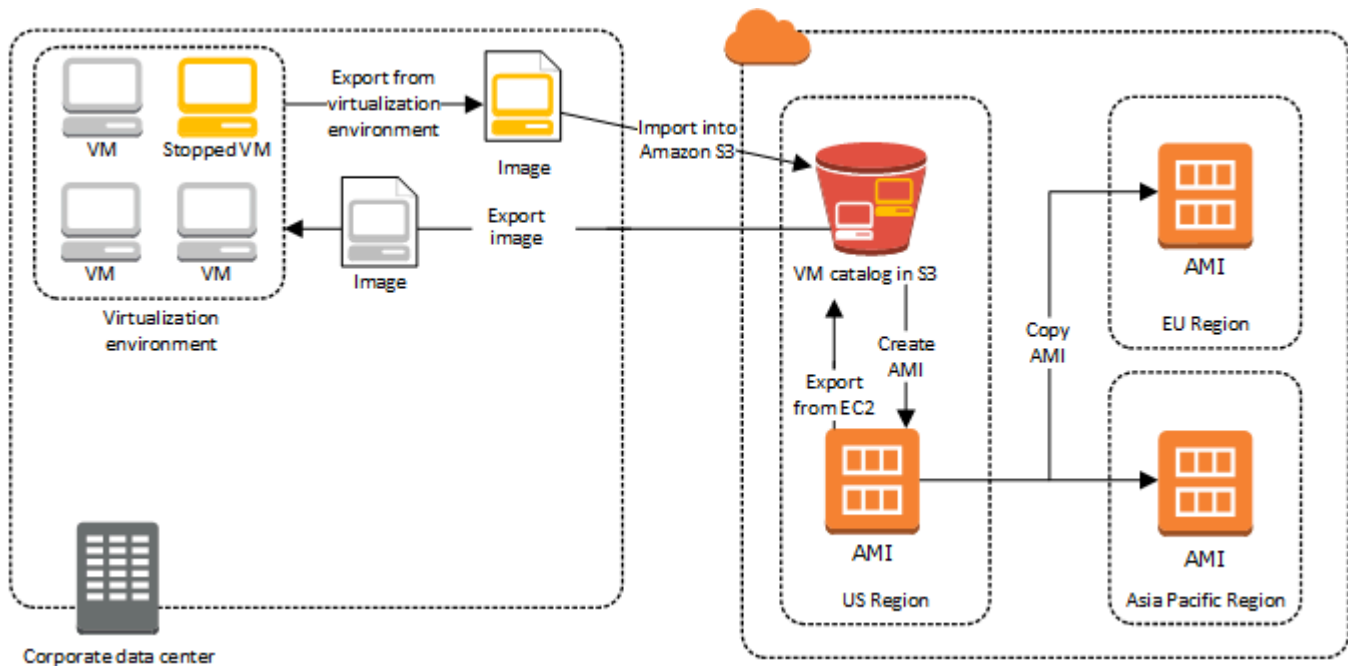 VM
Stopped VM
VM
VM
Virtualization
environment
Export from
virtualization
environment
Image
Image
Export
image
Import into
Amazon S3
Corporate data center
VM catalog in S3
Create
AMI
Export
from EC2
AMI
US Region
Copy
AMI
AMI
EU Region
AMI
Asia Pacific Region